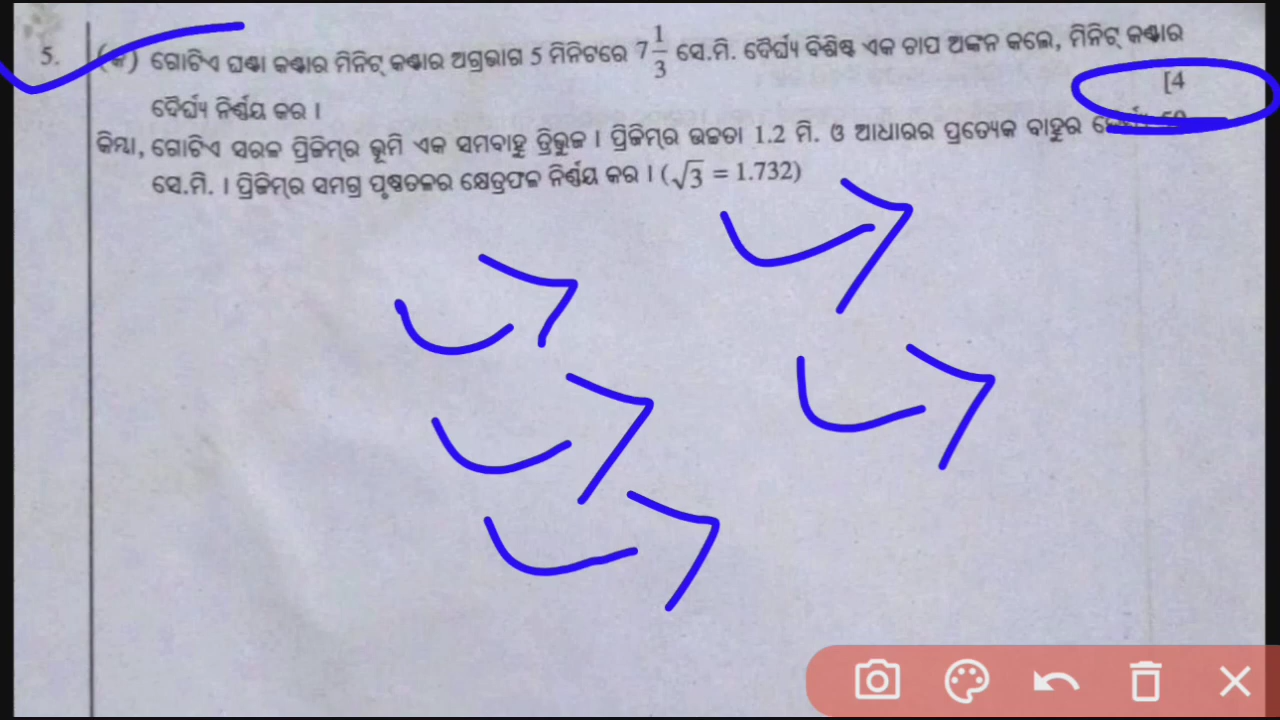 5. (କ) ଗୋଟିଏ ଘଣ୍ଟା କଣ୍ଟାର ମିନିଟ୍ କଣ୍ଟାର ଅଗ୍ରଭାଗ 5 ମିନିଟରେ 7 1/3 ସେ.ମି. ଦୈର୍ଘ୍ୟ ବିଶିଷ୍ଟ ଏକ ଚାପ ଅଙ୍କନ କଲେ, ମିନିଟ୍ କଣ୍ଟାର
ଦୈର୍ଘ୍ୟ ନିର୍ଣ୍ଣୟ କର । [4
କିମ୍ବା, ଗୋଟିଏ ସରଳ ପ୍ରିଜିମ୍‌ର ଭୂମି ଏକ ସମବାହୁ ତ୍ରିଭୁଜ । ପ୍ରିଜିମ୍‌ର ଉଚ୍ଚତା 1.2 ମି. ଓ ଆଧାରର ପ୍ରତ୍ୟେକ ବାହୁର
ସେ.ମି. । ପ୍ରିଜିମ୍‌ର ସମଗ୍ର ପୃଷ୍ଠତଳର କ୍ଷେତ୍ରଫଳ ନିର୍ଣ୍ଣୟ କର । (√3 = 1.732)